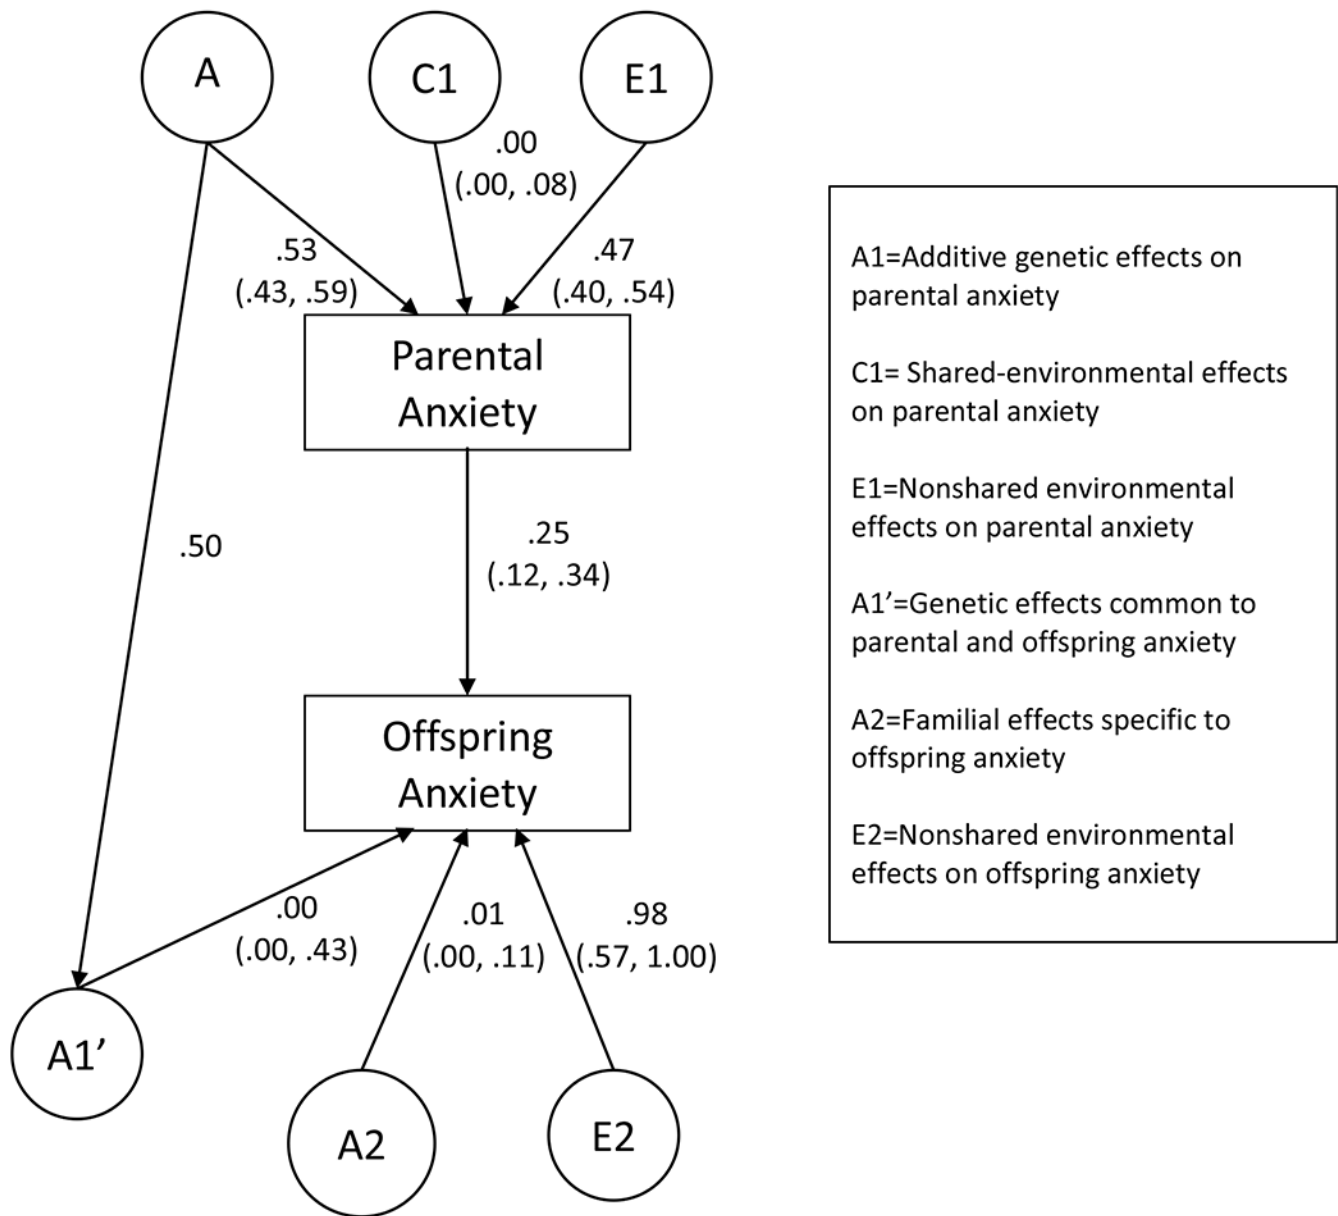 A
C1
E1
.00
(.00, .08)
.53
(.43, .59)
.47
(.40, .54)
Parental
Anxiety
.50
.25
(.12, .34)
Offspring
Anxiety
.00
(.00, .43)
.01
(.00, .11)
.98
(.57, 1.00)
A1’
A2
E2
A1=Additive genetic effects on
parental anxiety
C1= Shared-environmental effects
on parental anxiety
E1=Nonshared environmental
effects on parental anxiety
A1’=Genetic effects common to
parental and offspring anxiety
A2=Familial effects specific to
offspring anxiety
E2=Nonshared environmental
effects on offspring anxiety